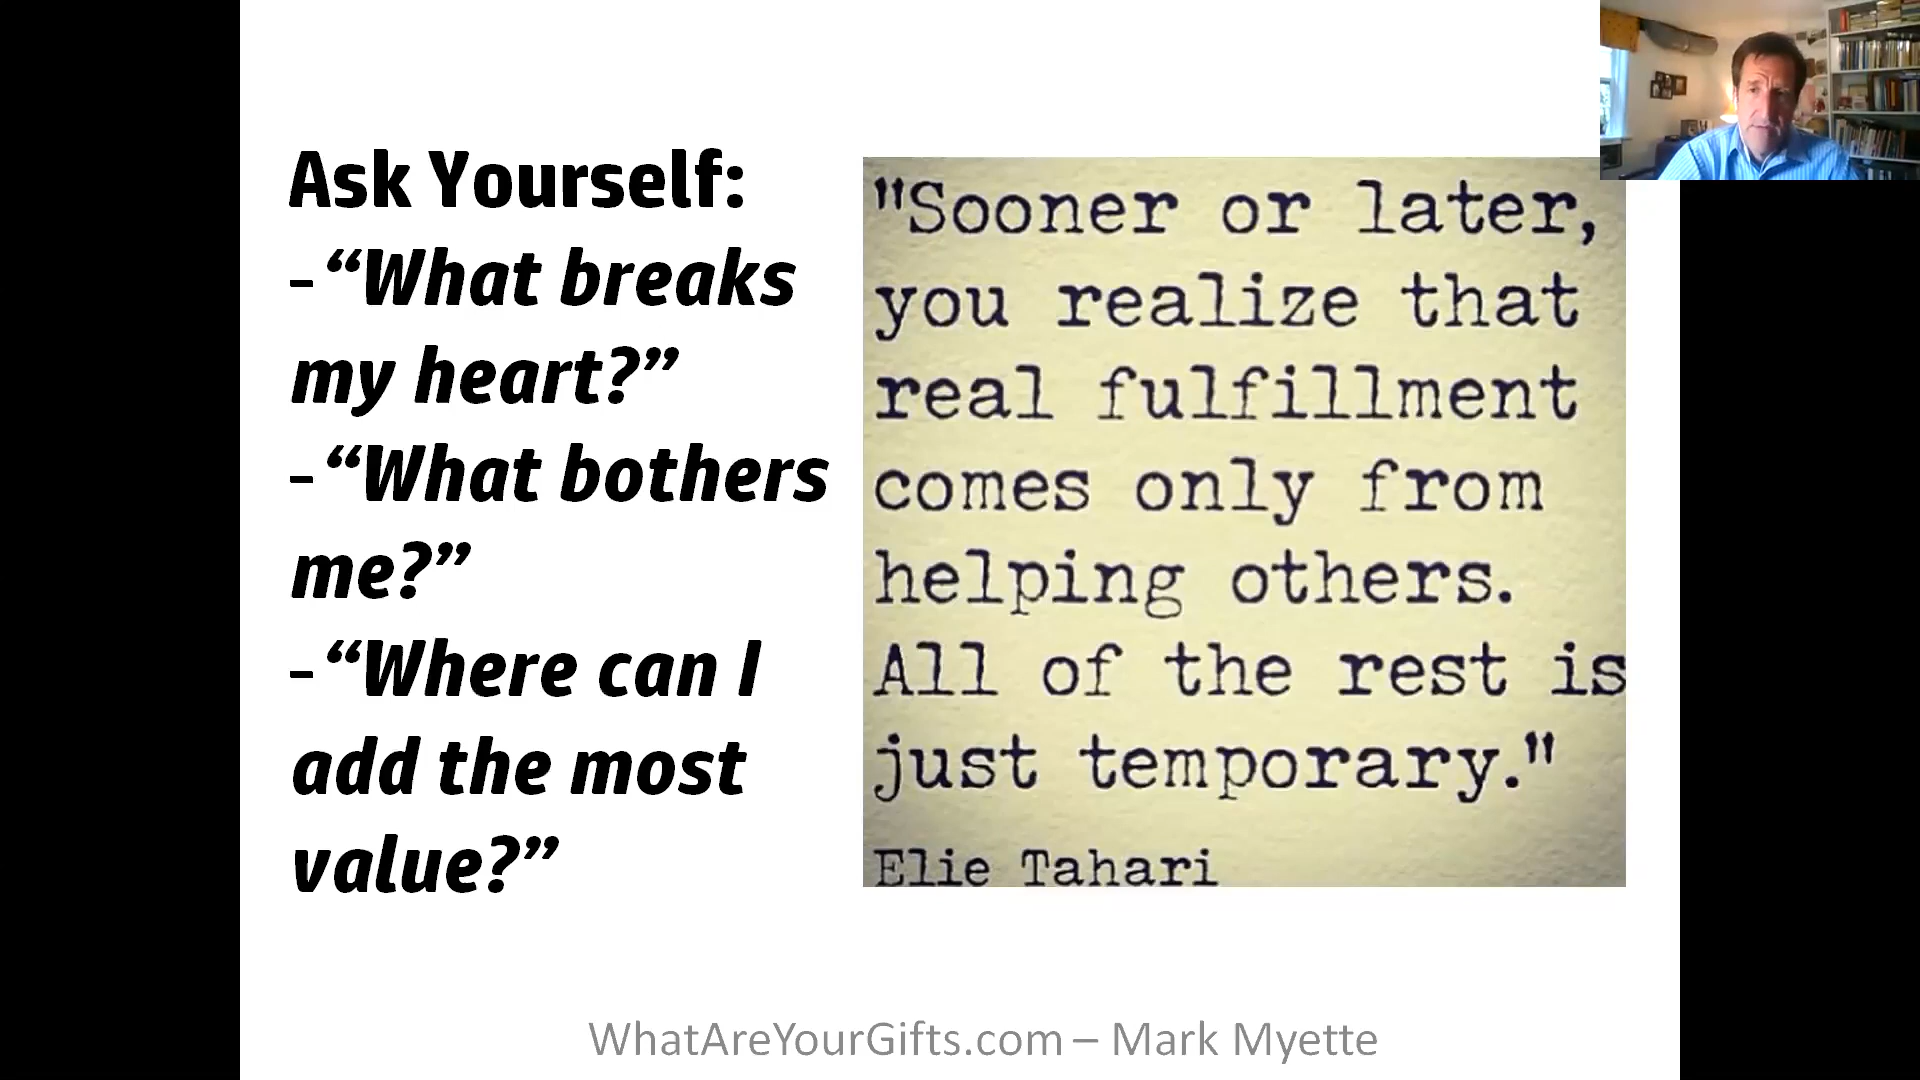 Ask Yourself:
-“What breaks
my heart?”
-“What bothers
me?”
-“Where can I
add the most
value?”
"Sooner or later,
you realize that
real fulfillment
comes only from
helping others.
All of the rest is
just temporary."
Elie Tahari
WhatAreYourGifts.com – Mark Myette